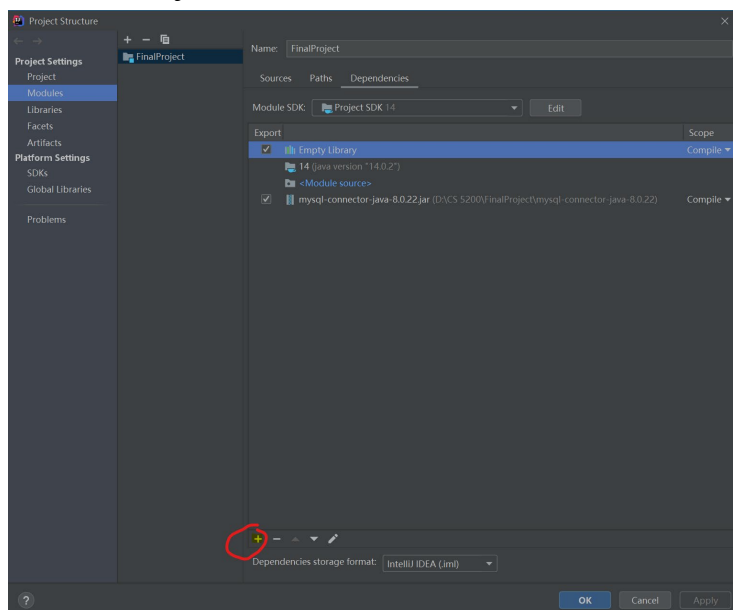 Project Structure
Project Settings
Project
Modules
Libraries
Facets
Artifacts
Platform Settings
SDKs
Global Libraries
Problems
FinalProject
Name: FinalProject
Sources Paths Dependencies
Module SDK: Project SDK 14 Edit
Export Scope
Empty Library Compile
14 (java version "14.0.2")
<Module source>
mysql-connector-java-8.0.22.jar (D:\CS 5200\FinalProject\mysql-connector-java-8.0.22) Compile
Dependencies storage format: IntelliJ IDEA (.iml)
? OK Cancel Apply